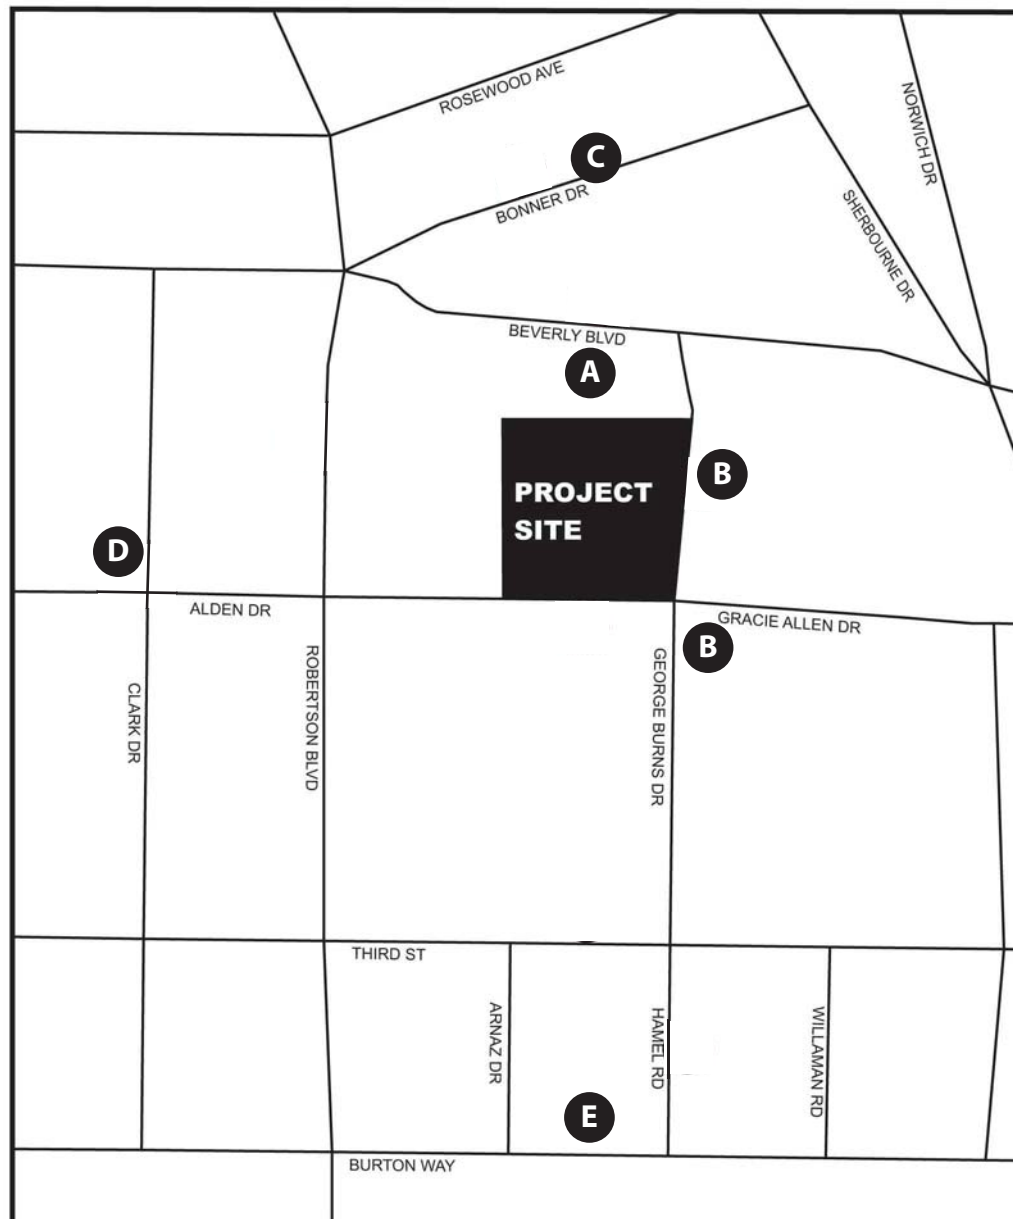 ROSEWOOD AVE
NORWICH DR
C
BONNER DR
SHERBOURNE DR
BEVERLY BLVD
A
B
PROJECT
SITE
D
ALDEN DR
GRACIE ALLEN DR
B
CLARK DR
ROBERTSON BLVD
GEORGE BURNS DR
THIRD ST
ARNAZ DR
HAMEL RD
WILLAMAN RD
E
BURTON WAY